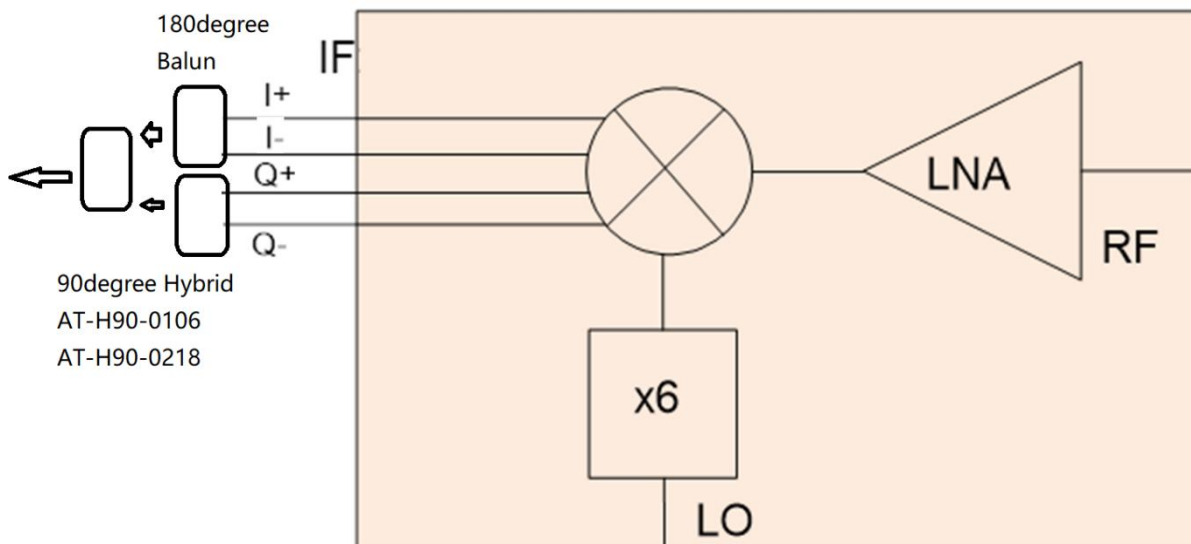 180degree
Balun
IF
I+
I-
Q+
Q-
90degree Hybrid
AT-H90-0106
AT-H90-0218
LNA
RF
x6
LO